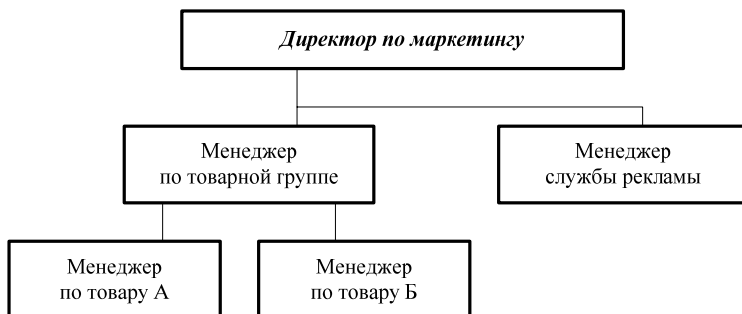 Директор по маркетингу
Менеджер
по товарной группе
Менеджер
службы рекламы
Менеджер
по товару А
Менеджер
по товару Б